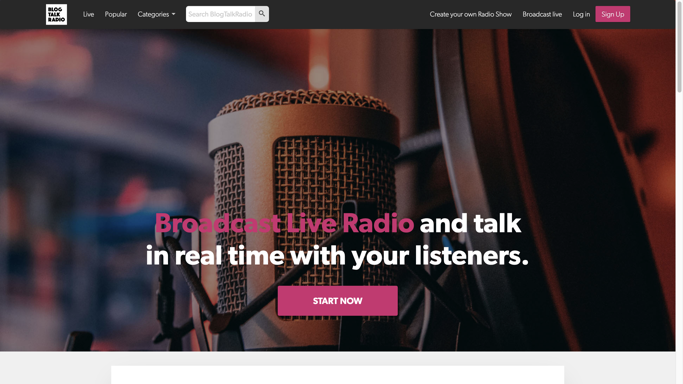 BLOG
TALK
RADIO
Live
Popular
Categories
Search BlogTalkRadio
Create your own Radio Show
Broadcast live
Log in
Sign Up
Broadcast Live Radio and talk
in real time with your listeners.
START NOW